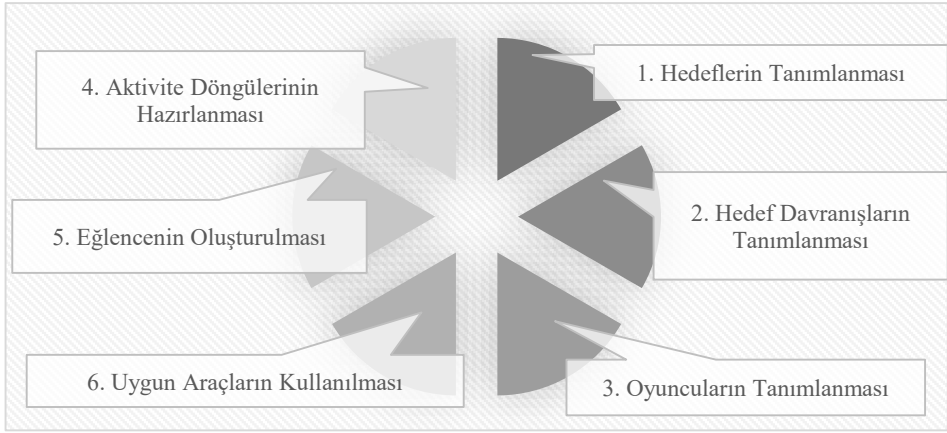 1. Hedeflerin Tanımlanması
2. Hedef Davranışların
Tanımlanması
3. Oyuncuların Tanımlanması
4. Aktivite Döngülerinin
Hazırlanması
5. Eğlencenin Oluşturulması
6. Uygun Araçların Kullanılması